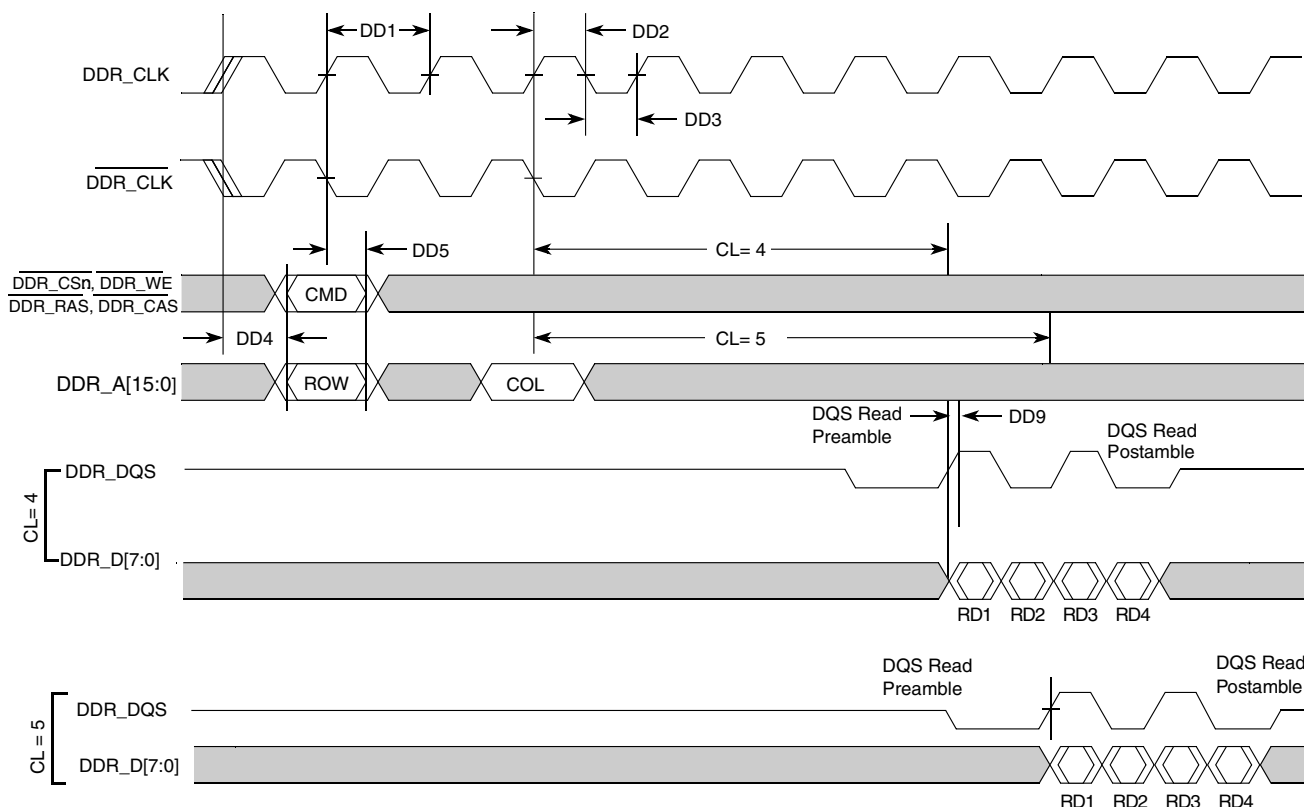 DD1
DD2
DDR_CLK
DD3
DDR_CLK
DD5
CL= 4
DDR_CSn, DDR_WE
DDR_RAS, DDR_CAS
CMD
DD4
CL= 5
DDR_A[15:0]
ROW
COL
DQS Read
Preamble
DD9
DQS Read
Postamble
DDR_DQS
CL= 4
DDR_D[7:0]
RD1 RD2 RD3 RD4
DQS Read
Preamble
DQS Read
Postamble
DDR_DQS
CL = 5
DDR_D[7:0]
RD1 RD2 RD3 RD4